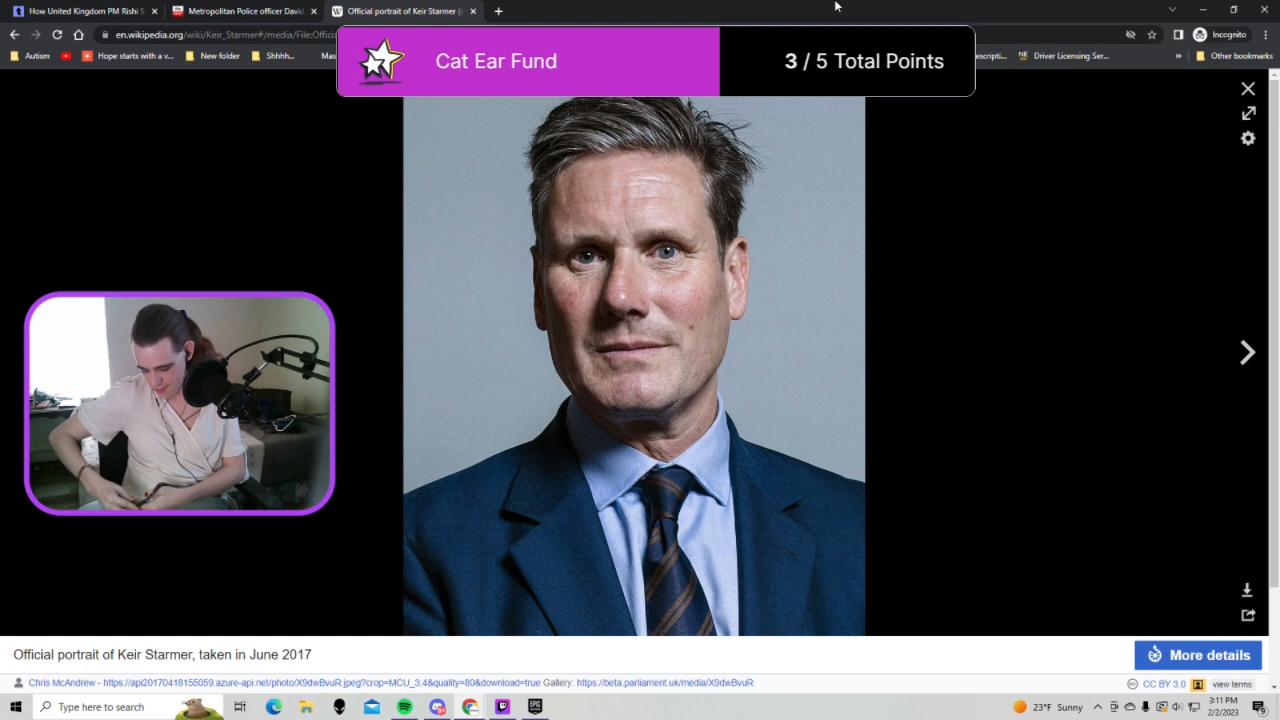 How United Kingdom PM Rishi S
Metropolitan Police officer David
Official portrait of Keir Starmer (c
en.wikipedia.org/wiki/Keir_Starmer#/media/File:Offici
Incognito
Autism
Hope starts with a v...
New folder
Shhhh...
Mas
escripti...
Driver Licensing Ser...
Other bookmarks
Cat Ear Fund
3 / 5 Total Points
Official portrait of Keir Starmer, taken in June 2017
More details
Chris McAndrew - https://api20170418155059.azure-api.net/photo/X9dwBvuR.jpeg?crop=MCU_3:4&quality=80&download=true Gallery: https://beta.parliament.uk/media/X9dwBvuR
CC BY 3.0
view terms
Type here to search
23°F Sunny
3:11 PM
2/2/2023